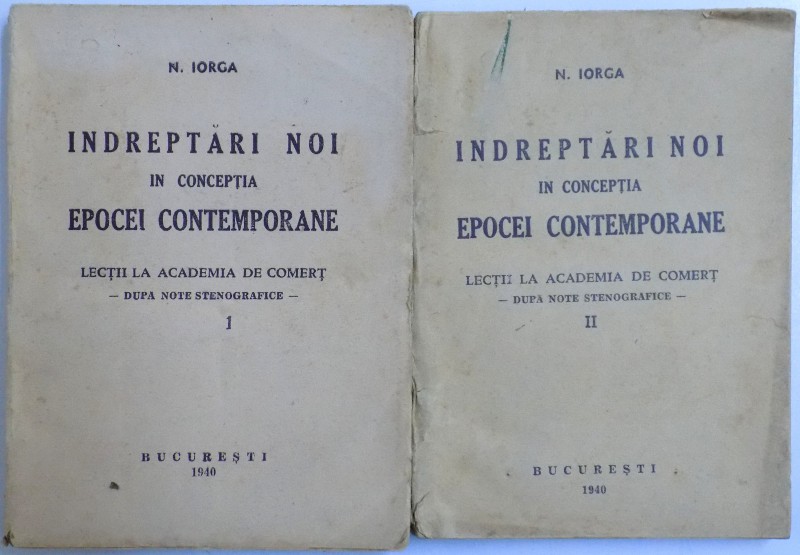 N. IORGA
INDREPTĂRI NOI
IN CONCEPȚIA
EPOCEI CONTEMPORANE
LECȚII LA ACADEMIA DE COMERȚ
— DUPA NOTE STENOGRAFICE —
1
BUCUREȘTI
1940
N. IORGA
INDREPTĂRI NOI
IN CONCEPȚIA
EPOCEI CONTEMPORANE
LECȚII LA ACADEMIA DE COMERȚ
— DUPA NOTE STENOGRAFICE —
II
BUCUREȘTI
1940